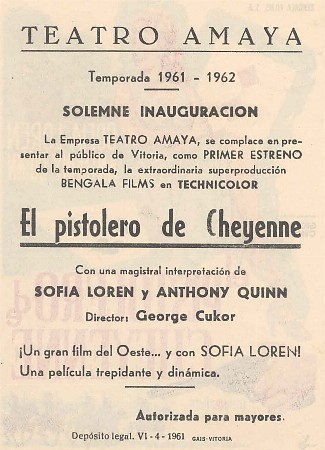 TEATRO AMAYA
Temporada 1961 - 1962
SOLEMNE INAUGURACION
La Empresa TEATRO AMAYA, se complace en pre-
sentar al público de Vitoria, como PRIMER ESTRENO
de la temporada, la extraordinaria superproducción
BENGALA FILMS en TECHNICOLOR
El pistolero de Cheyenne
Con una magistral interpretación de
SOFIA LOREN y ANTHONY QUINN
Director: George Cukor
¡Un gran film del Oeste... y con SOFIA LOREN!
Una película trepidante y dinámica.
Autorizada para mayores.
Depósito legal. VI - 4 - 1961 GAIS-VITORIA